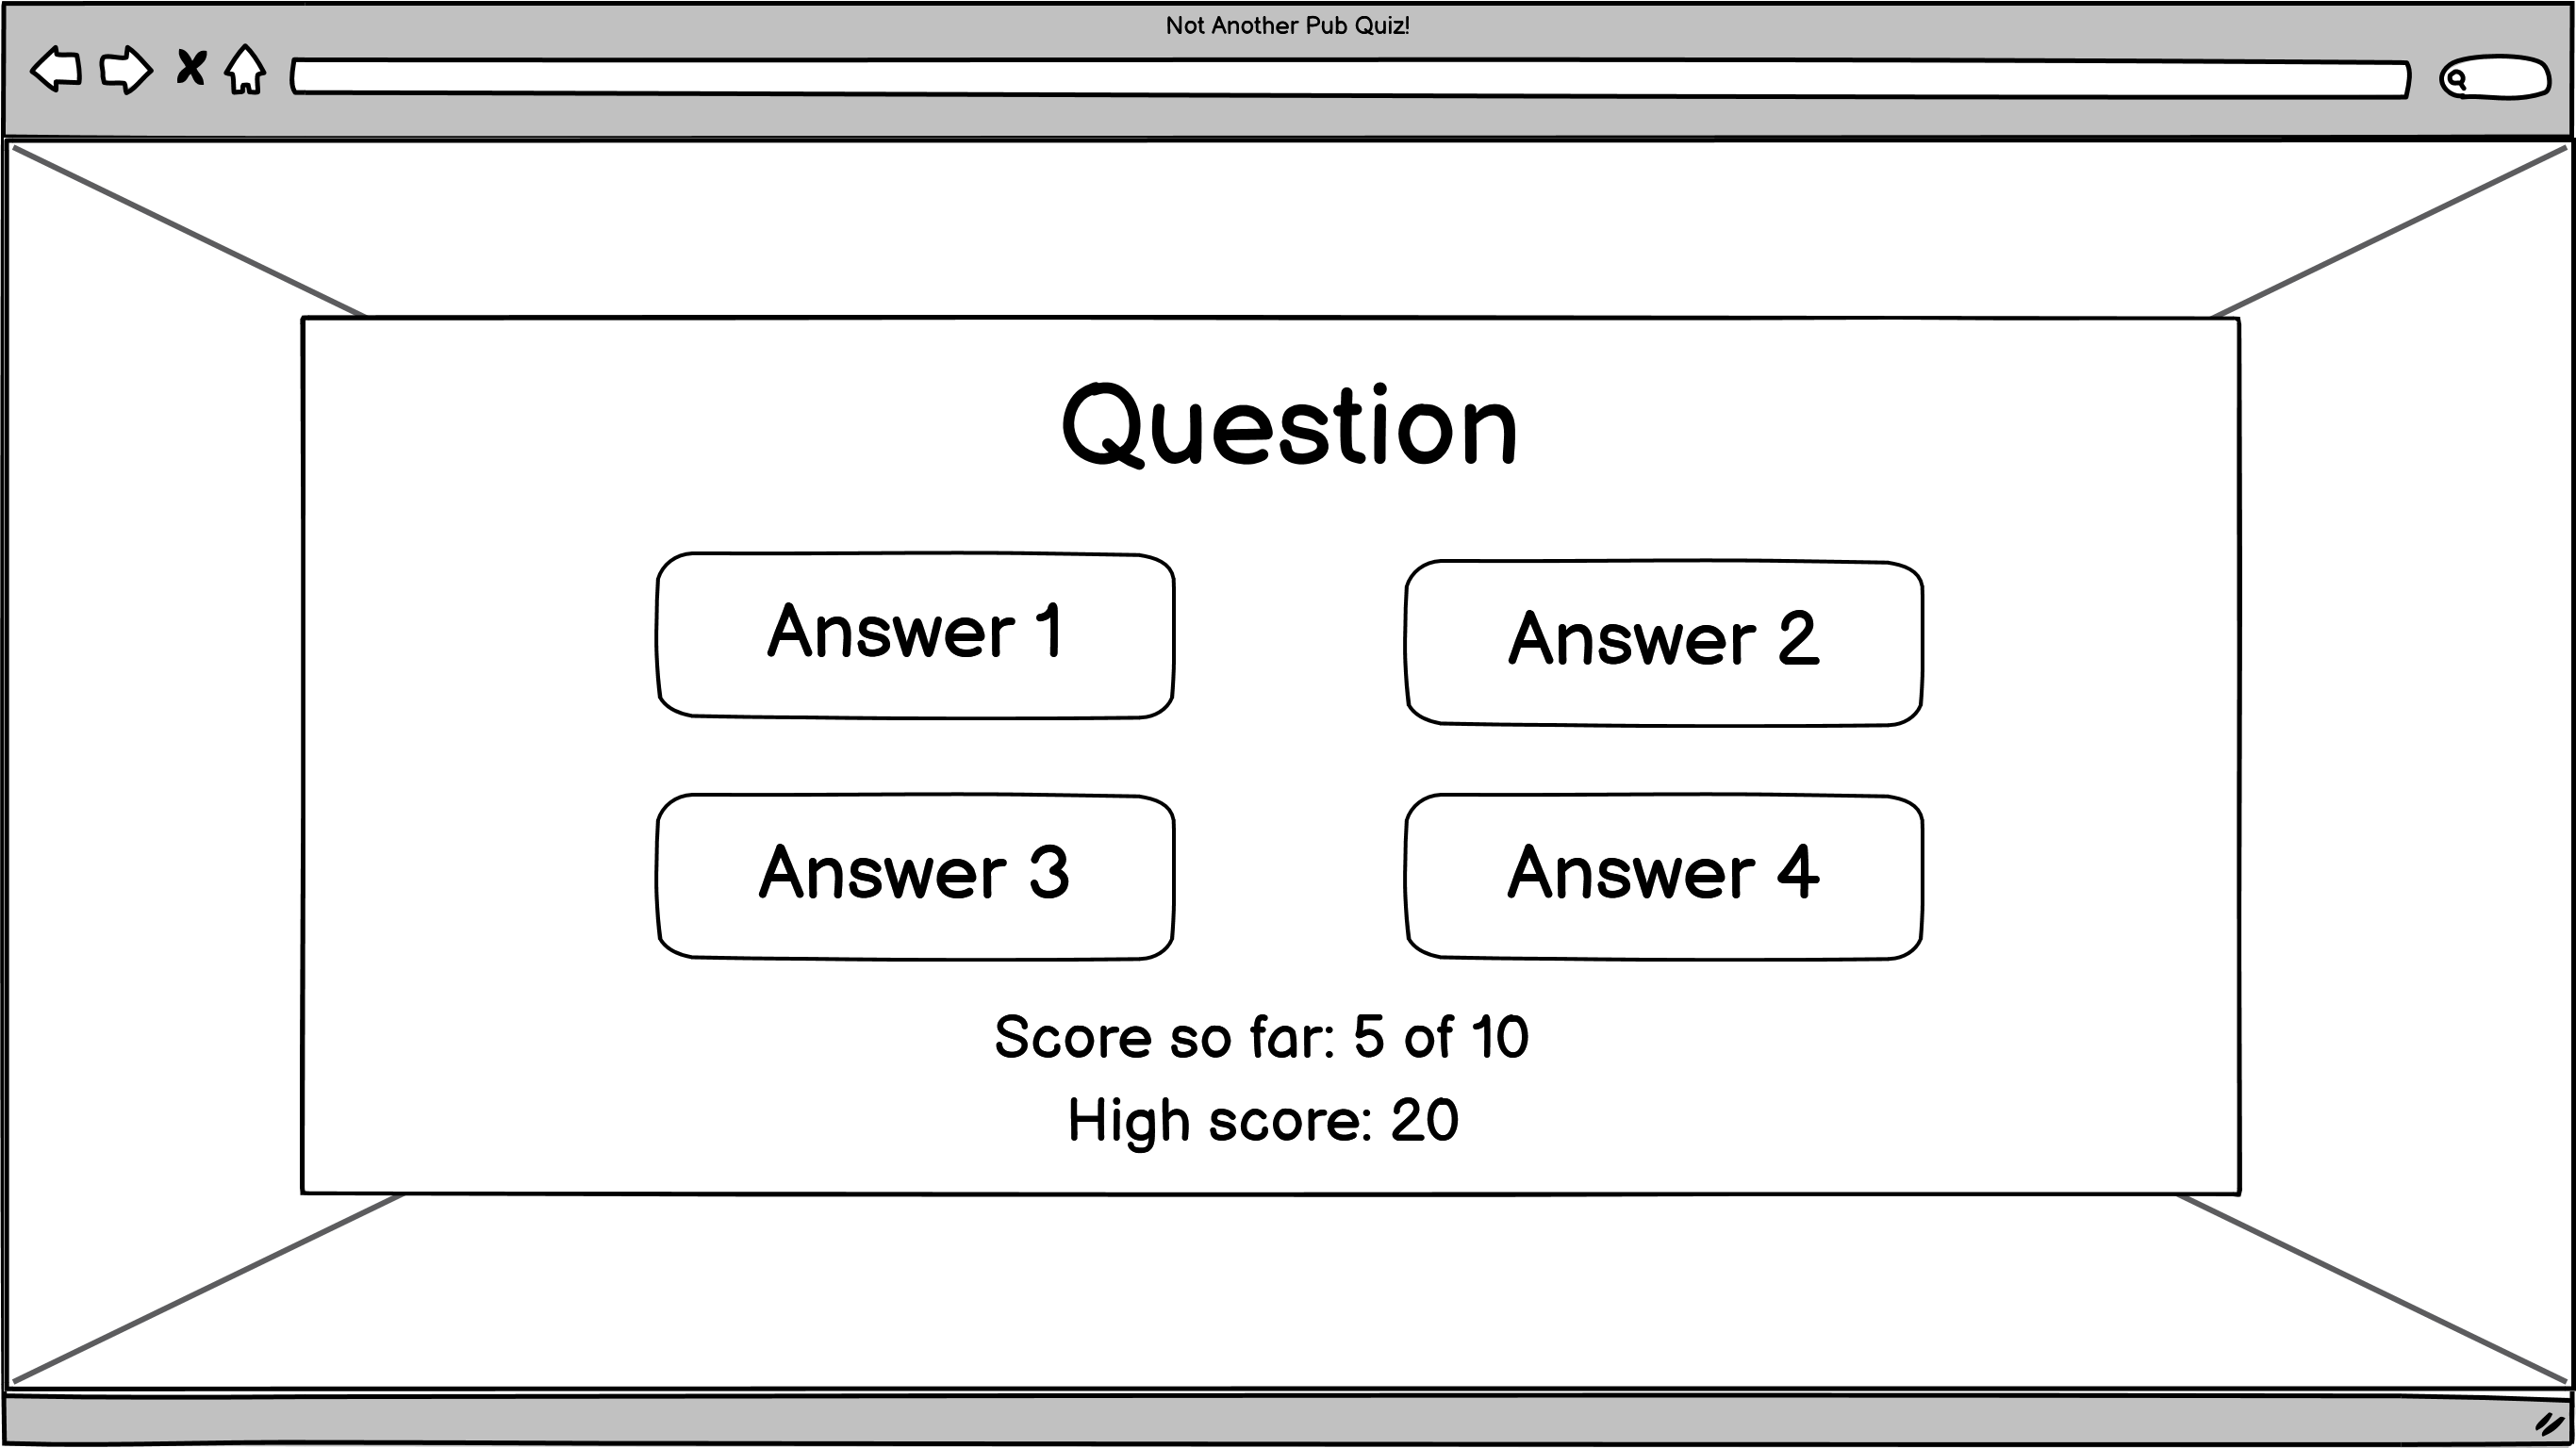 Not Another Pub Quiz!
Question
Answer 1
Answer 2
Answer 3
Answer 4
Score so far: 5 of 10
High score: 20